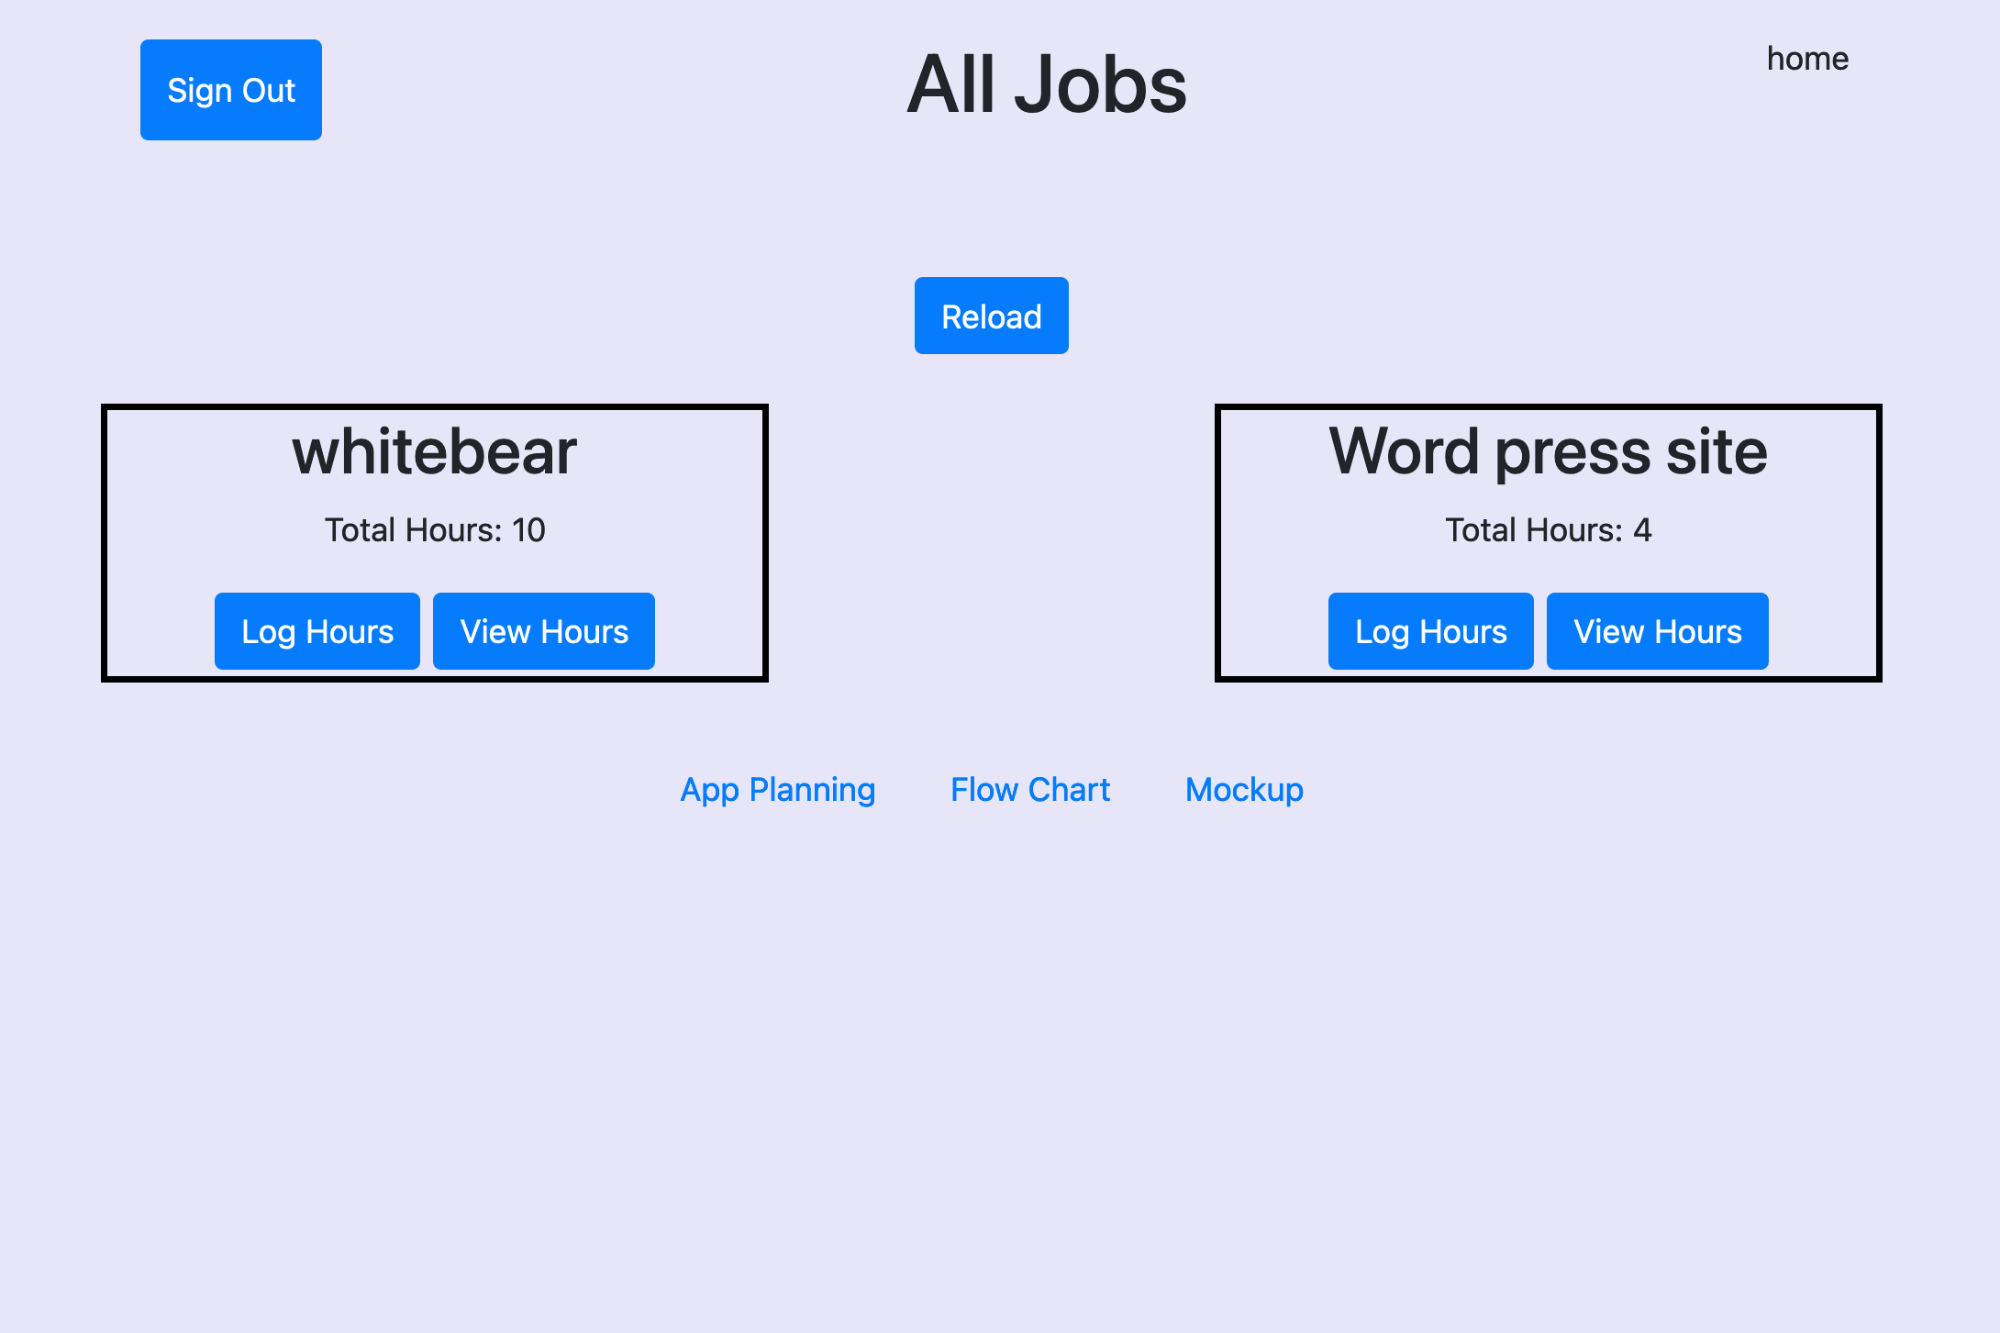 Sign Out
All Jobs
home
Reload
whitebear
Total Hours: 10
Log Hours
View Hours
Word press site
Total Hours: 4
Log Hours
View Hours
App Planning
Flow Chart
Mockup